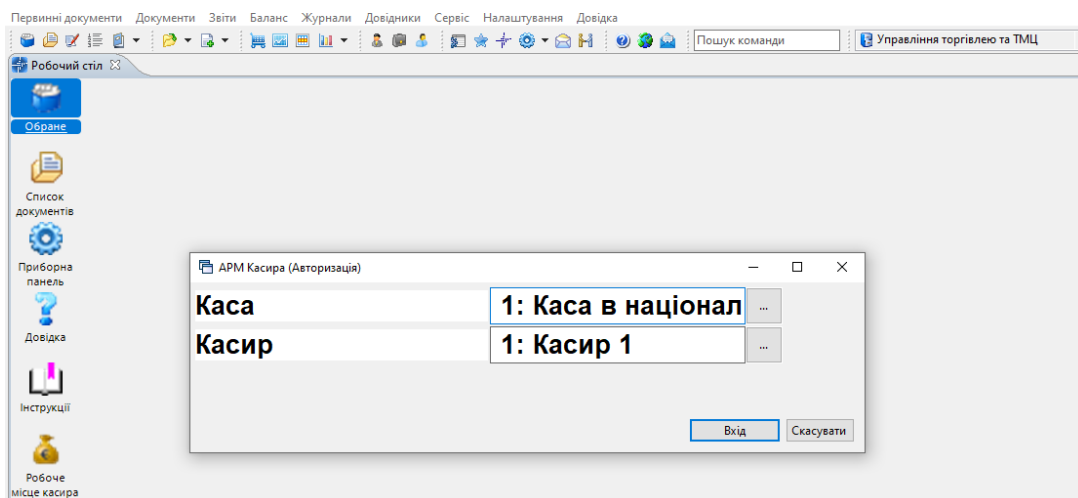 Первинні документи Документи Звіти Баланс Журнали Довідники Сервіс Налаштування Довідка
Пошук команди
Управління торгівлею та ТМЦ
Робочий стіл
Обране
Список
документів
Приборна
панель
Довідка
Інструкції
Робоче
місце касира
АРМ Касира (Авторизація)
Каса 1: Каса в націонал ...
Касир 1: Касир 1 ...
Вхід Скасувати